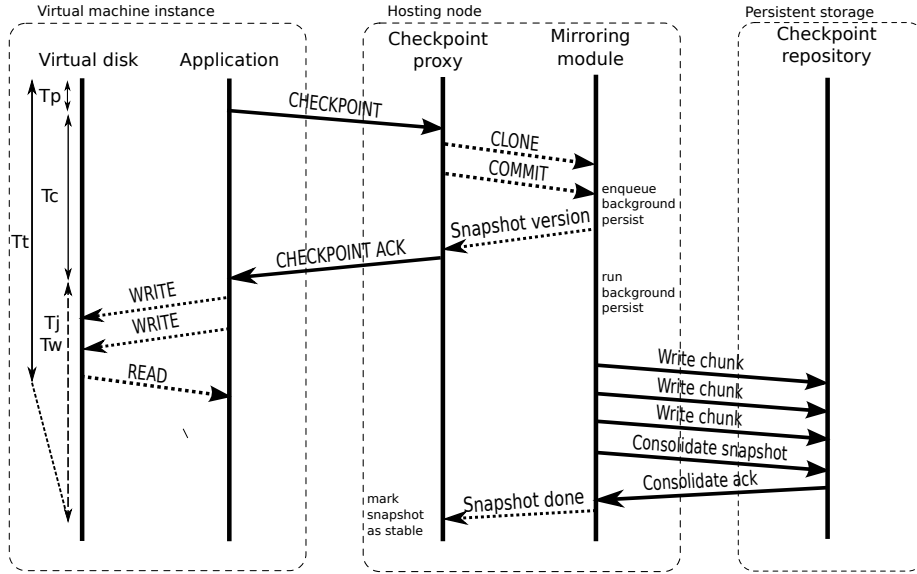 Virtual machine instance
Hosting node
Persistent storage
Virtual disk
Application
Checkpoint
proxy
Mirroring
module
Checkpoint
repository
Tp
CHECKPOINT
CLONE
COMMIT
Tc
enqueue
background
persist
Tt
Snapshot version
CHECKPOINT ACK
run
background
persist
WRITE
Tj
WRITE
Tw
Write chunk
READ
Write chunk
Write chunk
Consolidate snapshot
Consolidate ack
mark
snapshot
as stable
Snapshot done